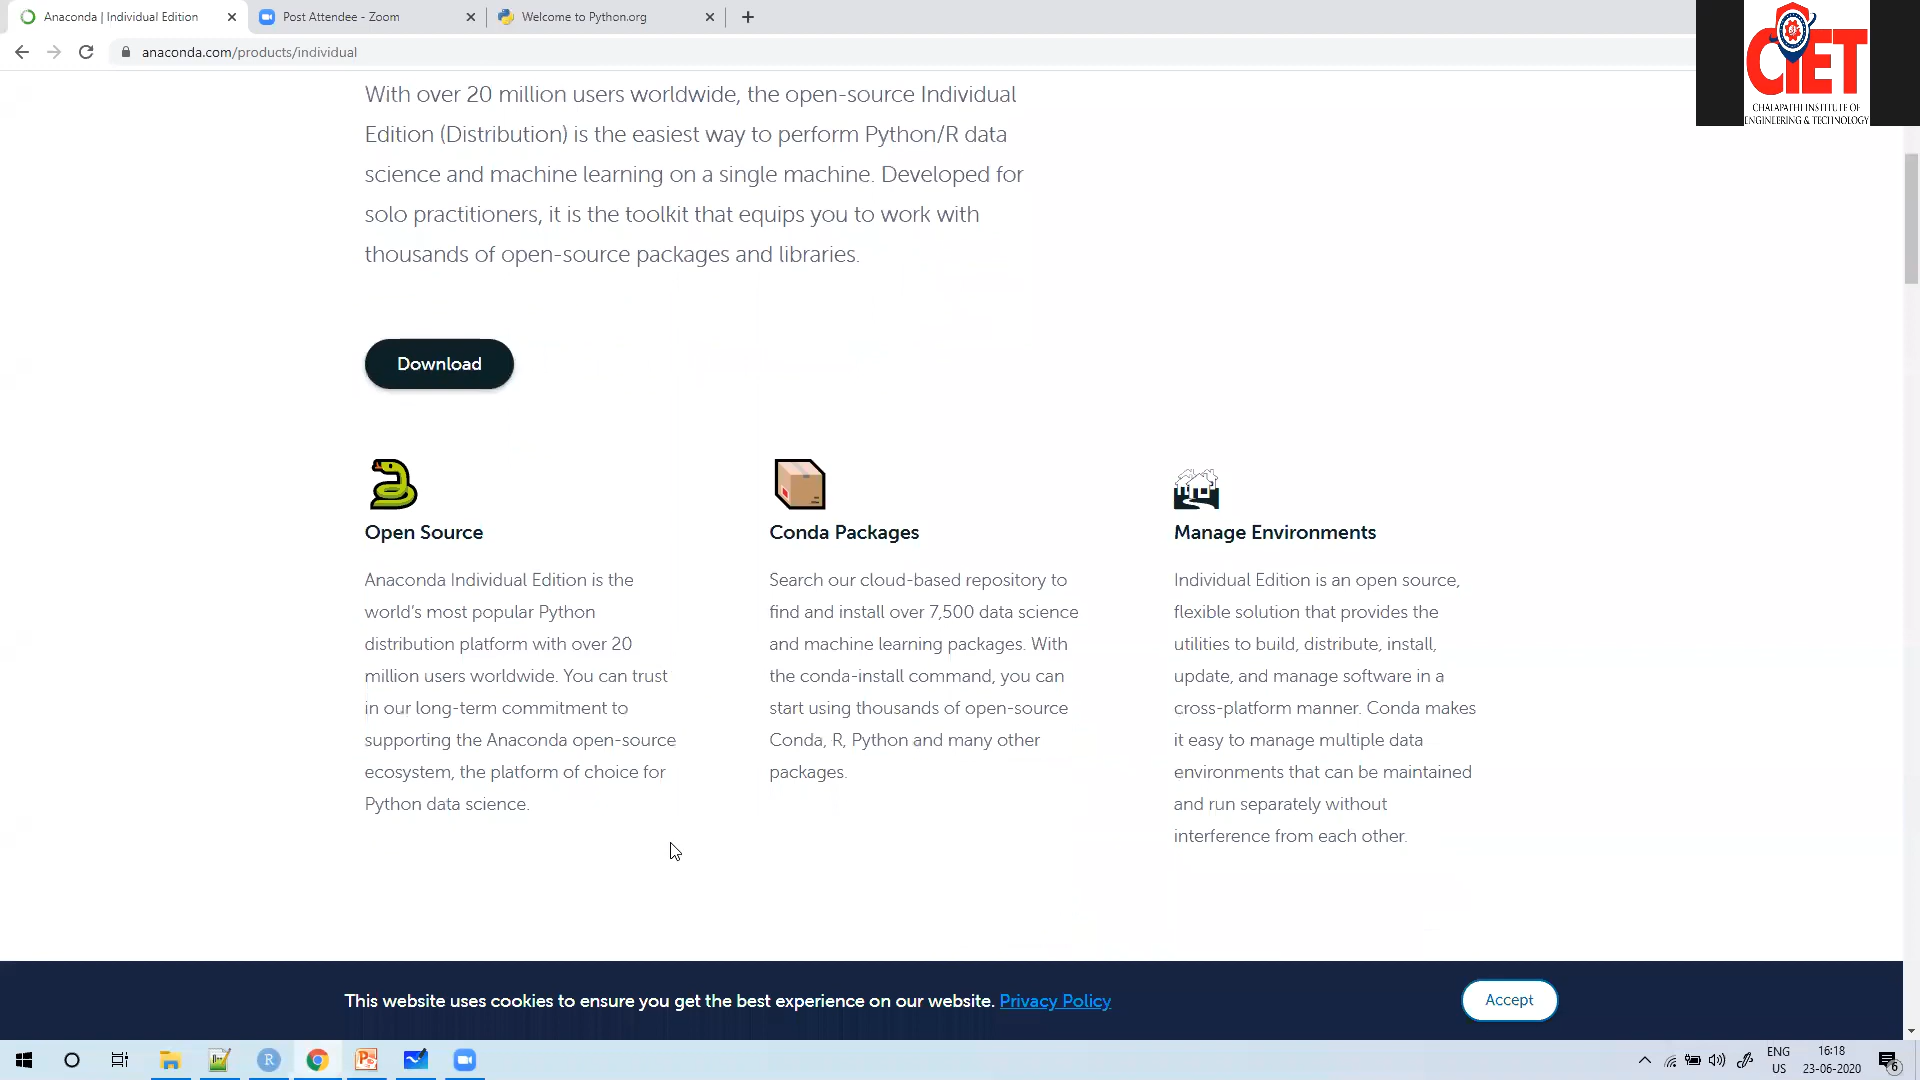 Anaconda | Individual Edition
Post Attendee - Zoom
Welcome to Python.org
anaconda.com/products/individual
CIET
CHALAPATHI INSTITUTE OF
ENGINEERING & TECHNOLOGY
With over 20 million users worldwide, the open-source Individual
Edition (Distribution) is the easiest way to perform Python/R data
science and machine learning on a single machine. Developed for
solo practitioners, it is the toolkit that equips you to work with
thousands of open-source packages and libraries.
Download
Open Source
Anaconda Individual Edition is the
world's most popular Python
distribution platform with over 20
million users worldwide. You can trust
in our long-term commitment to
supporting the Anaconda open-source
ecosystem, the platform of choice for
Python data science.
Conda Packages
Search our cloud-based repository to
find and install over 7,500 data science
and machine learning packages. With
the conda-install command, you can
start using thousands of open-source
Conda, R, Python and many other
packages.
Manage Environments
Individual Edition is an open source,
flexible solution that provides the
utilities to build, distribute, install,
update, and manage software in a
cross-platform manner. Conda makes
it easy to manage multiple data
environments that can be maintained
and run separately without
interference from each other.
This website uses cookies to ensure you get the best experience on our website. Privacy Policy
Accept
ENG
US
16:18
23-06-2020
6